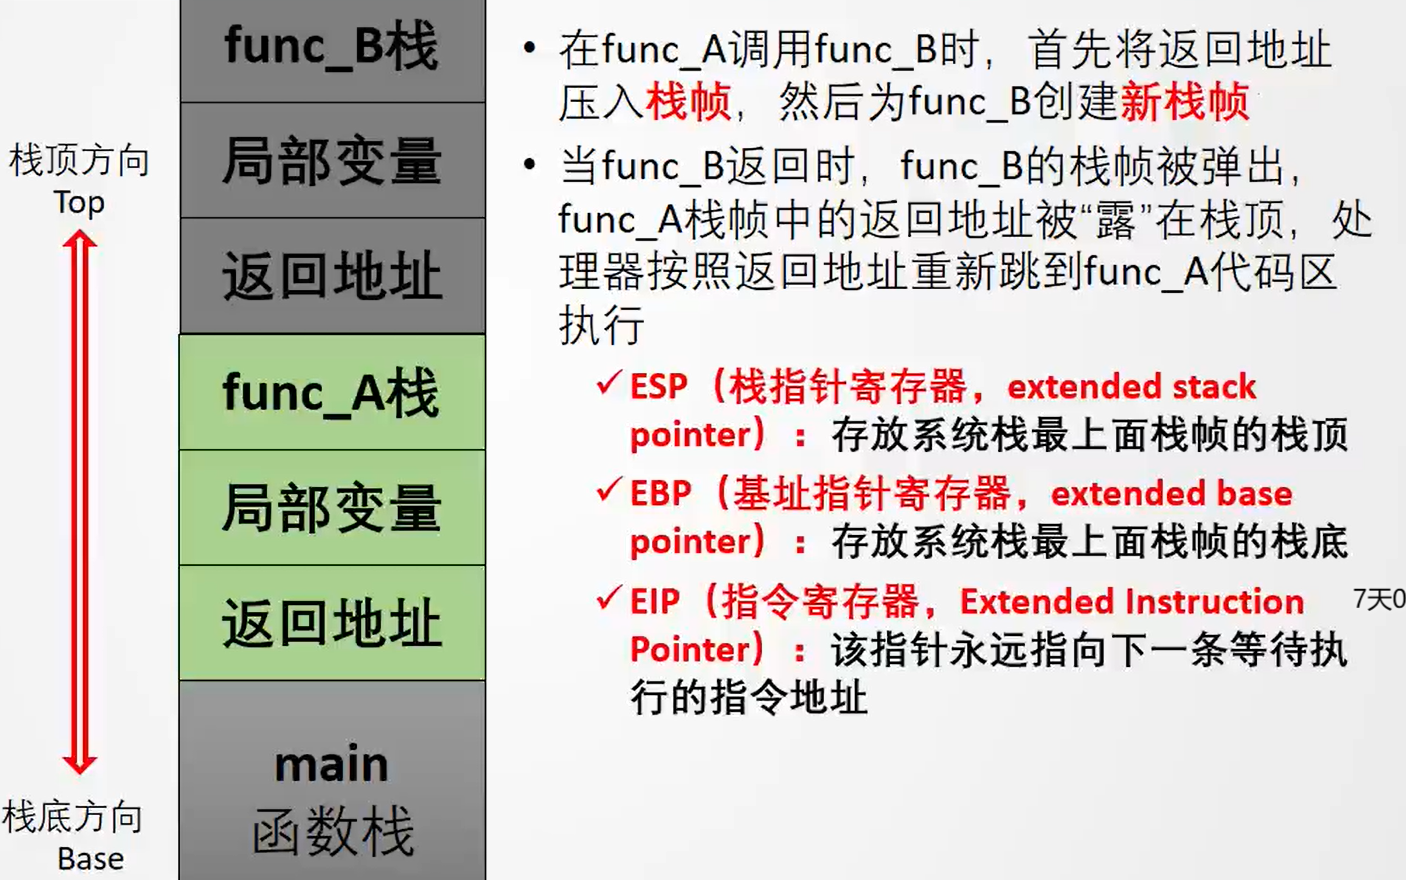 func_B栈
局部变量
返回地址
func_A栈
局部变量
返回地址
main
函数栈
栈顶方向
Top
栈底方向
Base
• 在func_A调用func_B时，首先将返回地址
压入栈帧，然后为func_B创建新栈帧
• 当func_B返回时，func_B的栈帧被弹出，
func_A栈帧中的返回地址被“露”在栈顶，处
理器按照返回地址重新跳到func_A代码区
执行
✓ ESP（栈指针寄存器，extended stack
pointer）：存放系统栈最上面栈帧的栈顶
✓ EBP（基址指针寄存器，extended base
pointer）：存放系统栈最上面栈帧的栈底
✓ EIP（指令寄存器，Extended Instruction
Pointer）：该指针永远指向下一条等待执
行的指令地址
7天0